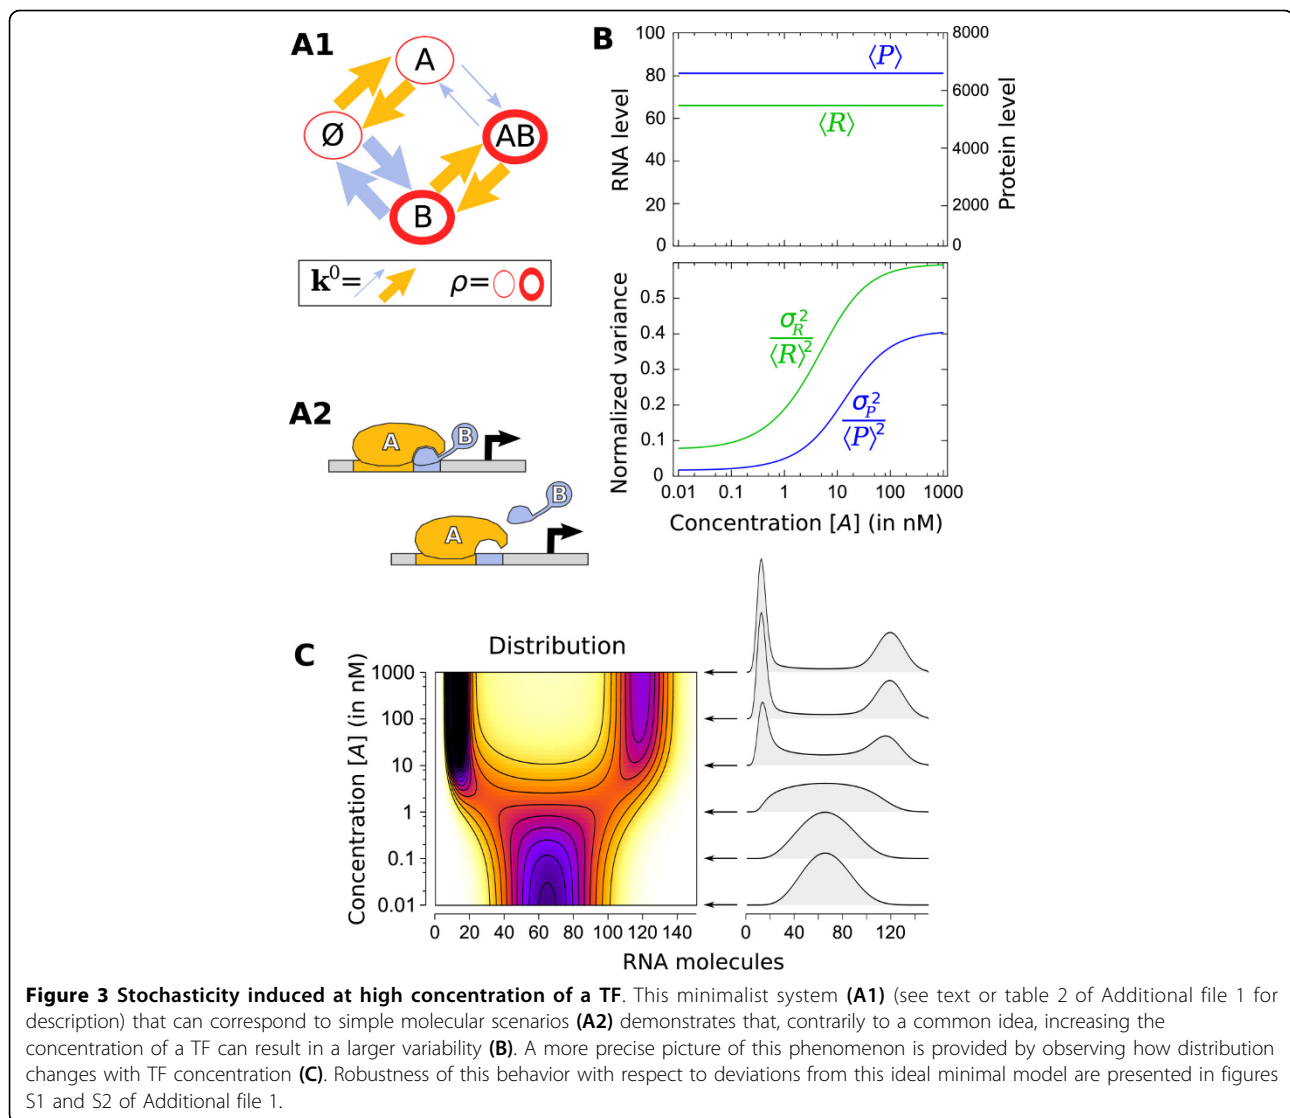 A1
A
Ø
AB
B
k⁰=
ρ=
B
100
80
60
40
20
0
RNA level
8000
6000
4000
2000
0
Protein level
⟨P⟩
⟨R⟩
0.5
0.4
0.3
0.2
0.1
0
Normalized variance
σ_R²/⟨R⟩²
σ_P²/⟨P⟩²
0.01 0.1 1 10 100 1000
Concentration [A] (in nM)
A2
A
B
A
B
C
Distribution
1000
100
10
1
0.1
0.01
Concentration [A] (in nM)
0 20 40 60 80 100 120 140
0 40 80 120
RNA molecules
Figure 3 Stochasticity induced at high concentration of a TF. This minimalist system (A1) (see text or table 2 of Additional file 1 for
description) that can correspond to simple molecular scenarios (A2) demonstrates that, contrarily to a common idea, increasing the
concentration of a TF can result in a larger variability (B). A more precise picture of this phenomenon is provided by observing how distribution
changes with TF concentration (C). Robustness of this behavior with respect to deviations from this ideal minimal model are presented in figures
S1 and S2 of Additional file 1.